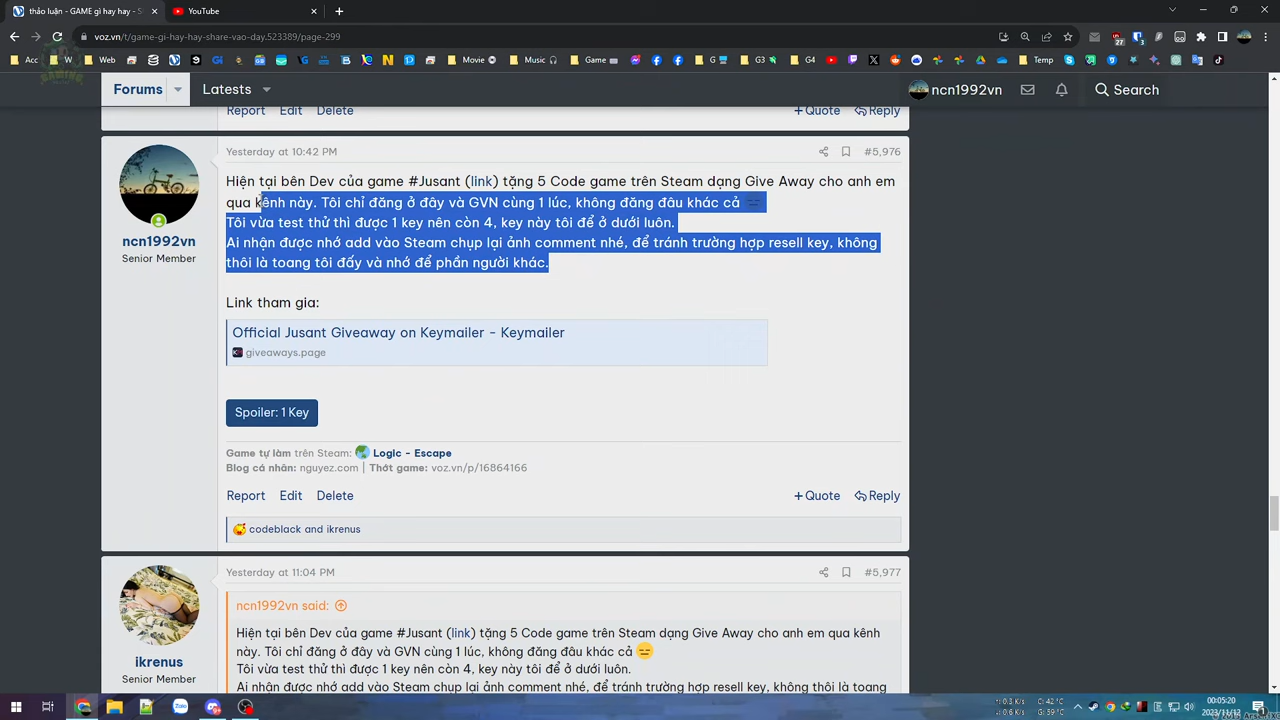 thảo luận - GAME gì hay hay - S
YouTube
voz.vn/t/game-gi-hay-hay-share-vao-day.523389/page-299
Acc
W
Web
Movie
Music
Game
G
G3
G4
Temp
GAMING
Forums
Latests
ncn1992vn
Search
Report Edit Delete
+ Quote Reply
Yesterday at 10:42 PM
#5,976
Hiện tại bên Dev của game #Jusant (link) tặng 5 Code game trên Steam dạng Give Away cho anh em
qua kênh này. Tôi chỉ đăng ở đây và GVN cùng 1 lúc, không đăng đâu khác cả
Tôi vừa test thử thì được 1 key nên còn 4, key này tôi để ở dưới luôn.
Ai nhận được nhớ add vào Steam chụp lại ảnh comment nhé, để tránh trường hợp resell key, không
thôi là toang tôi đấy và nhớ để phần người khác.
ncn1992vn
Senior Member
Link tham gia:
Official Jusant Giveaway on Keymailer - Keymailer
giveaways.page
Spoiler: 1 Key
Game tự làm trên Steam: Logic - Escape
Blog cá nhân: nguyez.com | Thớt game: voz.vn/p/16864166
Report Edit Delete
+ Quote Reply
codeblack and ikrenus
Yesterday at 11:04 PM
#5,977
ikrenus
Senior Member
ncn1992vn said:
Hiện tại bên Dev của game #Jusant (link) tặng 5 Code game trên Steam dạng Give Away cho anh em qua kênh
này. Tôi chỉ đăng ở đây và GVN cùng 1 lúc, không đăng đâu khác cả
Tôi vừa test thử thì được 1 key nên còn 4, key này tôi để ở dưới luôn.
Ai nhận được nhớ add vào Steam chụp lại ảnh comment nhé, để tránh trường hợp resell key, không thôi là toang
00:05:20
2023/11/12